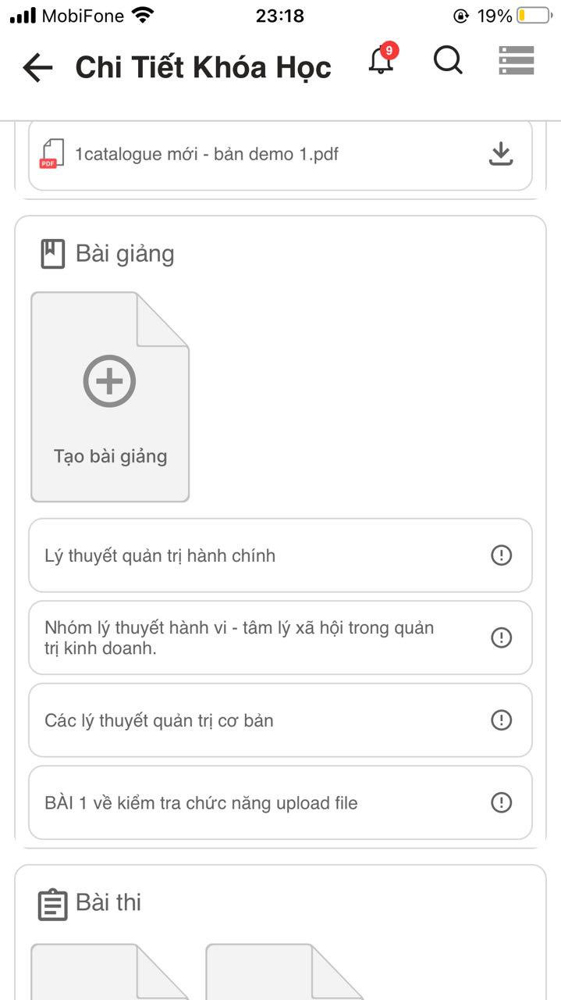 MobiFone 23:18 19%
Chi Tiết Khóa Học 9
PDF 1catalogue mới - bản demo 1.pdf
Bài giảng
Tạo bài giảng
Lý thuyết quản trị hành chính
Nhóm lý thuyết hành vi - tâm lý xã hội trong quản
trị kinh doanh.
Các lý thuyết quản trị cơ bản
BÀI 1 về kiểm tra chức năng upload file
Bài thi